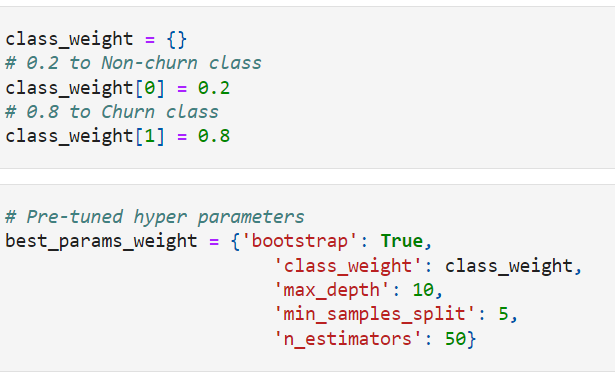 class_weight = {}
# 0.2 to Non-churn class
class_weight[0] = 0.2
# 0.8 to Churn class
class_weight[1] = 0.8
# Pre-tuned hyper parameters
best_params_weight = {'bootstrap': True,
'class_weight': class_weight,
'max_depth': 10,
'min_samples_split': 5,
'n_estimators': 50}